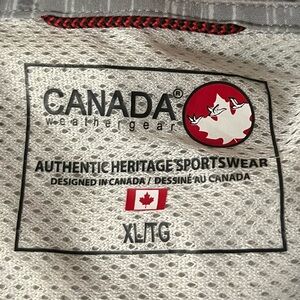 CANADA®
weathergear
AUTHENTIC HERITAGE SPORTSWEAR
DESIGNED IN CANADA / DESSINÉ AU CANADA
XL/TG